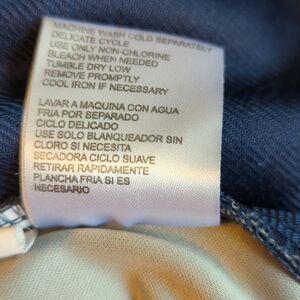 MACHINE WASH COLD SEPARATELY
DELICATE CYCLE
USE ONLY NON-CHLORINE
BLEACH WHEN NEEDED
TUMBLE DRY LOW
REMOVE PROMPTLY
COOL IRON IF NECESSARY
LAVAR A MAQUINA CON AGUA
FRIA POR SEPARADO
CICLO DELICADO
USE SOLO BLANQUEADOR SIN
CLORO SI NECESITA
SECADORA CICLO SUAVE
RETIRAR RAPIDAMENTE
PLANCHA FRIA SI ES
NECESARIO